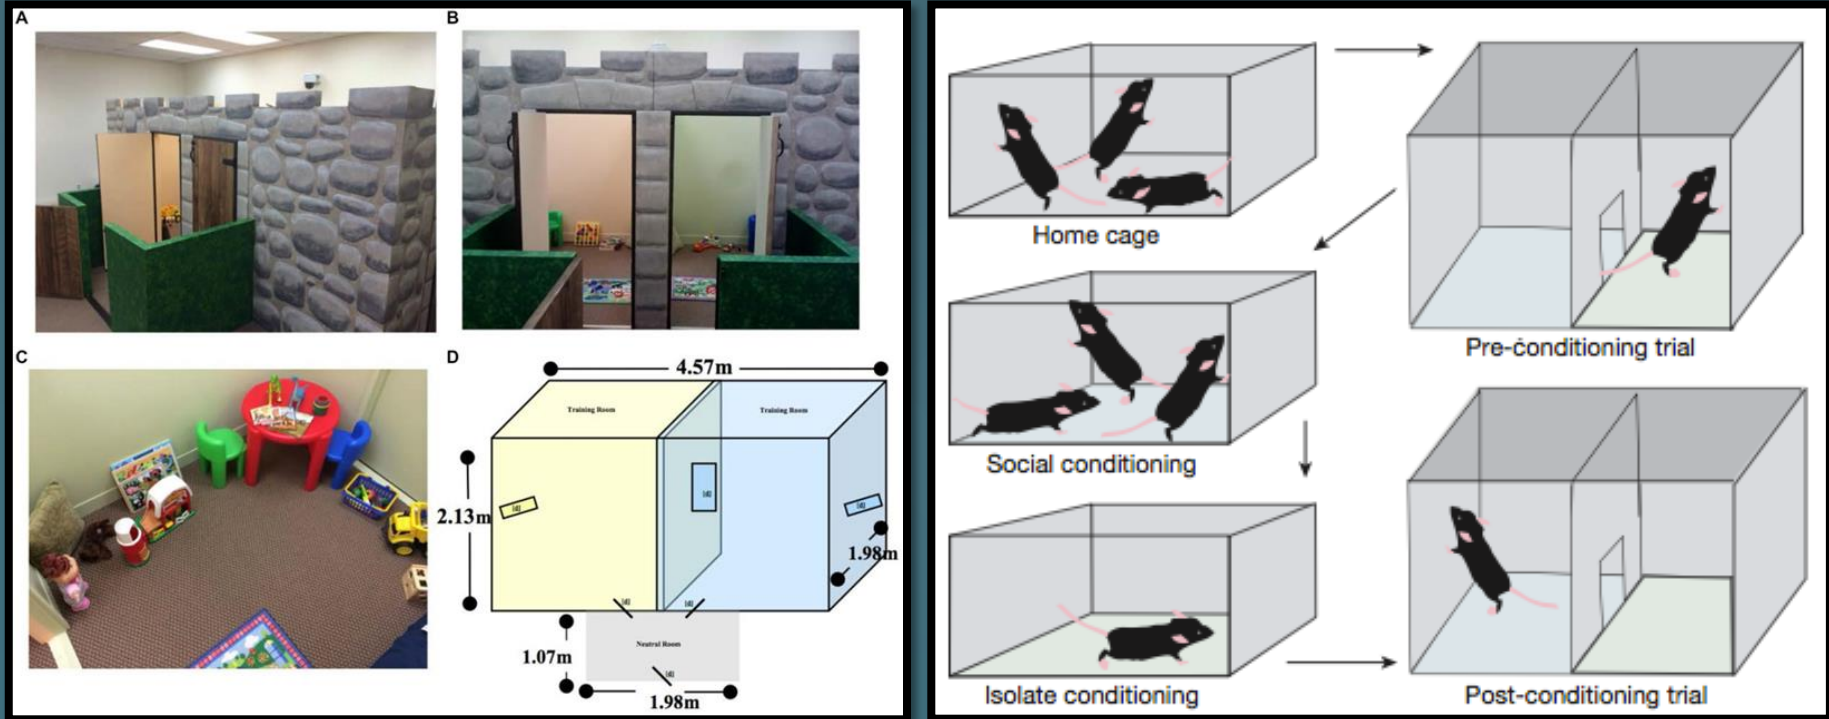 A
B
C
D
4.57m
Training Room
Training Room
2.13m
1.98m
1.07m
Neutral Room
1.98m
Home cage
Pre-conditioning trial
Social conditioning
Isolate conditioning
Post-conditioning trial